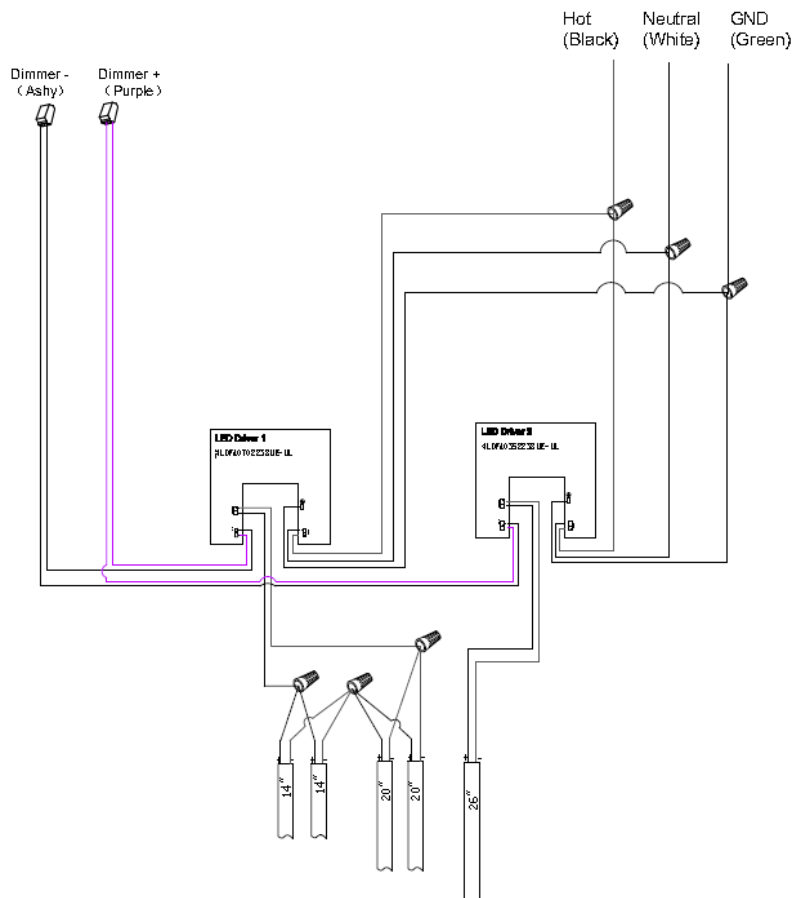 Hot
(Black)
Neutral
(White)
GND
(Green)
Dimmer -
(Ashy)
Dimmer +
(Purple)
LED Driver 1
LED Driver 2
14"
14"
20"
20"
26"